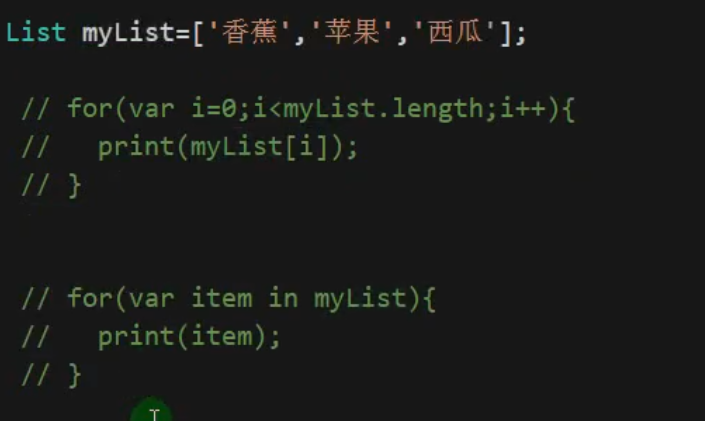 List myList=['香蕉','苹果','西瓜'];
// for(var i=0;i<myList.length;i++){
//   print(myList[i]);
// }
// for(var item in myList){
//   print(item);
// }